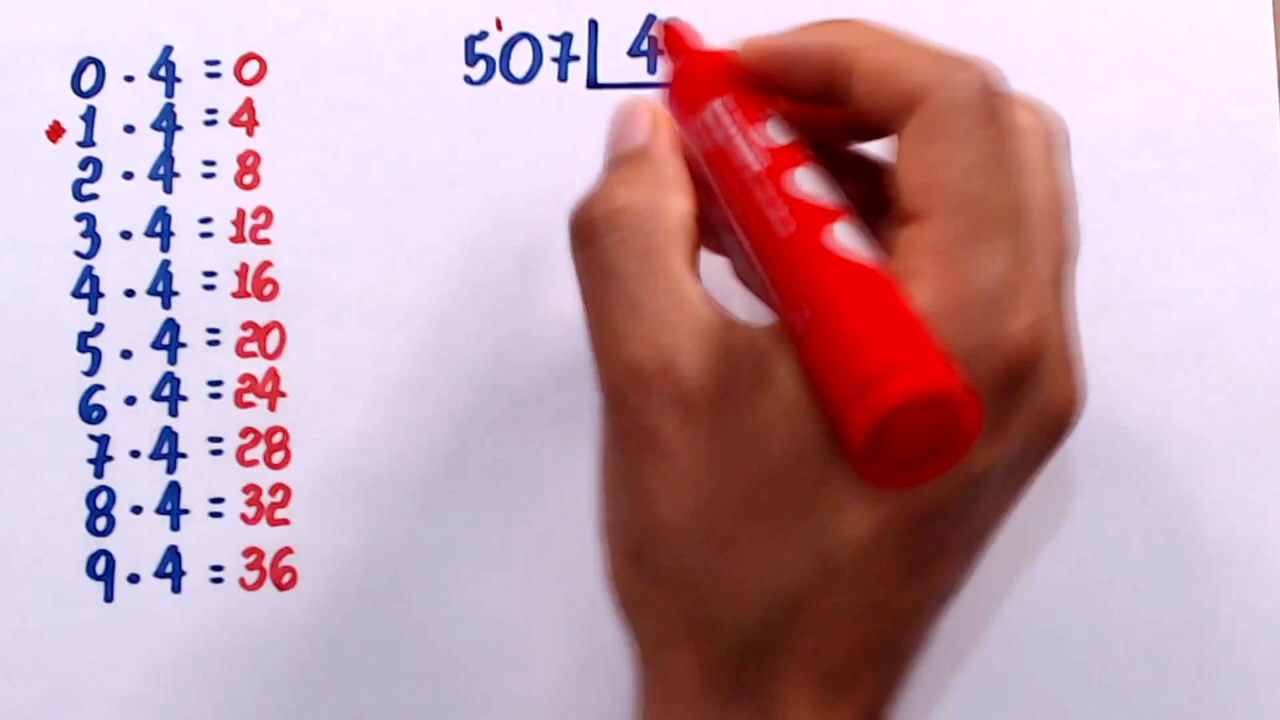 0 · 4 = 0
1 · 4 = 4
2 · 4 = 8
3 · 4 = 12
4 · 4 = 16
5 · 4 = 20
6 · 4 = 24
7 · 4 = 28
8 · 4 = 32
9 · 4 = 36
507 4